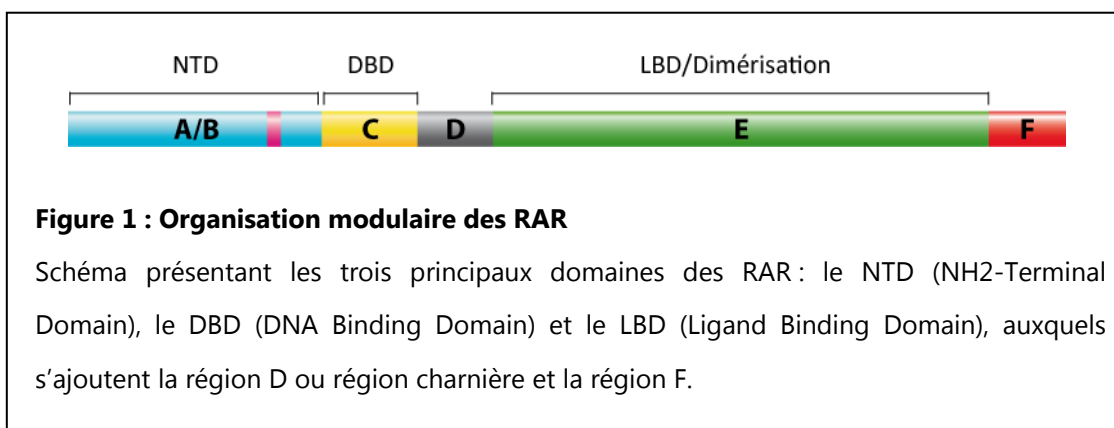 NTD DBD LBD/Dimérisation
A/B C D E F
Figure 1 : Organisation modulaire des RAR
Schéma présentant les trois principaux domaines des RAR : le NTD (NH2-Terminal
Domain), le DBD (DNA Binding Domain) et le LBD (Ligand Binding Domain), auxquels
s’ajoutent la région D ou région charnière et la région F.